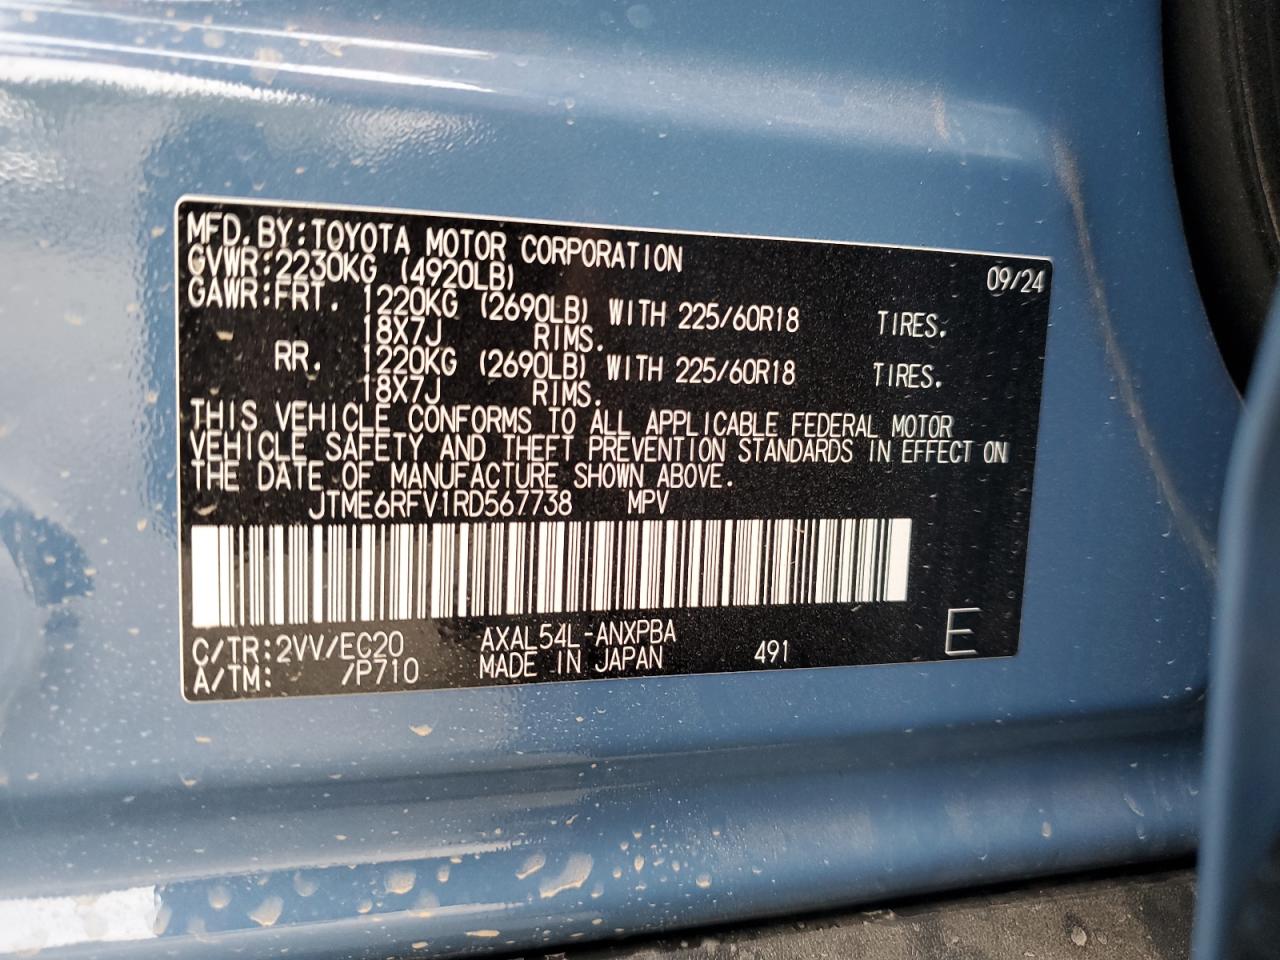 MFD.BY:TOYOTA MOTOR CORPORATION 09/24
GVWR:2230KG (4920LB)
GAWR:FRT. 1220KG (2690LB) WITH 225/60R18 TIRES.
18X7J RIMS.
RR. 1220KG (2690LB) WITH 225/60R18 TIRES.
18X7J RIMS.
THIS VEHICLE CONFORMS TO ALL APPLICABLE FEDERAL MOTOR
VEHICLE SAFETY AND THEFT PREVENTION STANDARDS IN EFFECT ON
THE DATE OF MANUFACTURE SHOWN ABOVE.
JTME6RFV1RD567738 MPV
C/TR:2VV/EC20 AXAL54L-ANXPBA
A/TM: /P710 MADE IN JAPAN 491 E